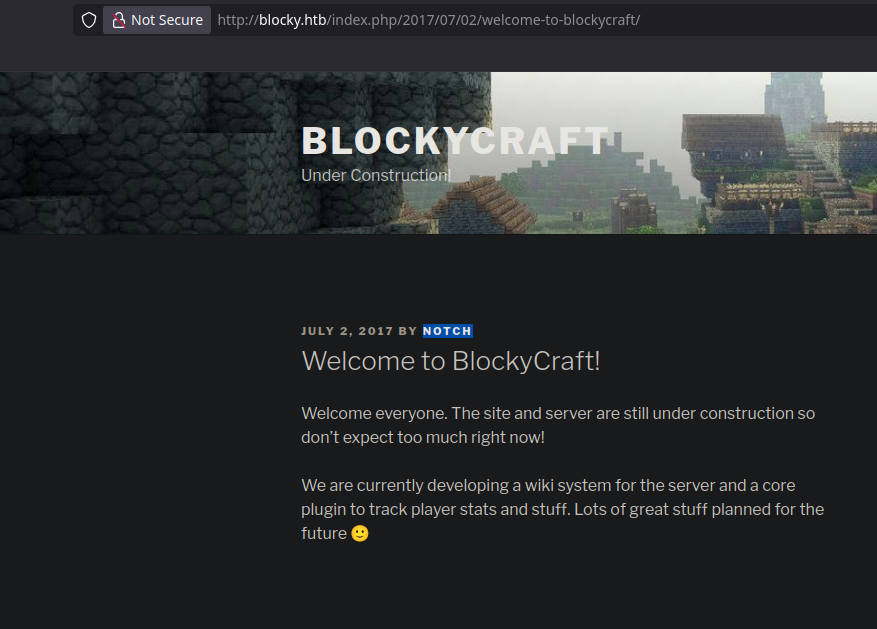 Not Secure http://blocky.htb/index.php/2017/07/02/welcome-to-blockycraft/
BLOCKYCRAFT
Under Construction!
JULY 2, 2017 BY NOTCH
Welcome to BlockyCraft!
Welcome everyone. The site and server are still under construction so
don’t expect too much right now!
We are currently developing a wiki system for the server and a core
plugin to track player stats and stuff. Lots of great stuff planned for the
future 🙂